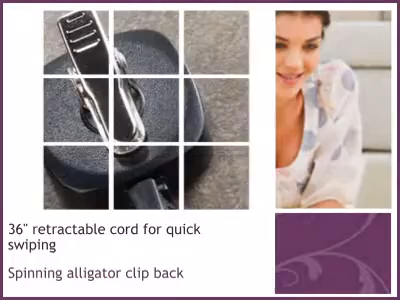 36" retractable cord for quick
swiping
Spinning alligator clip back